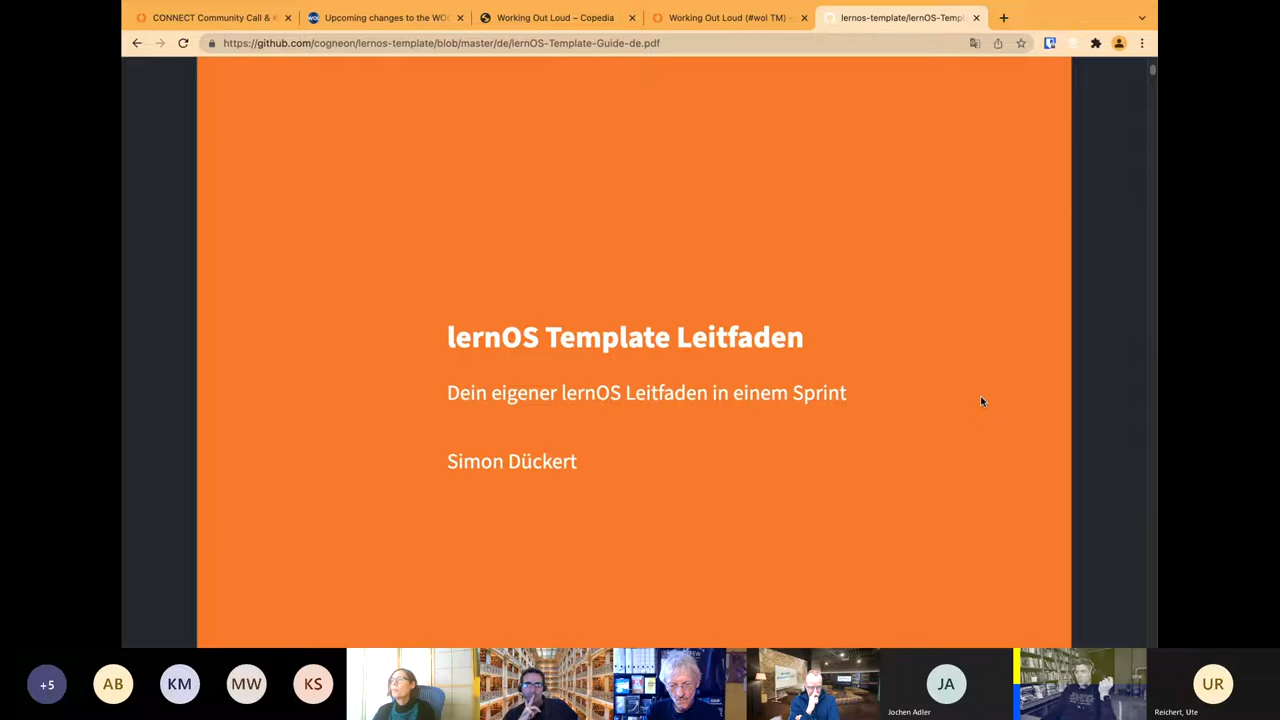 CONNECT Community Call &
Upcoming changes to the WO
Working Out Loud – Copedia
Working Out Loud (#wol TM) –
lernos-template/lernOS-Temp
https://github.com/cogneon/lernos-template/blob/master/de/lernOS-Template-Guide-de.pdf
lernOS Template Leitfaden
Dein eigener lernOS Leitfaden in einem Sprint
Simon Dückert
+5
AB
KM
MW
KS
JA
Jochen Adler
UR
Reichert, Ute